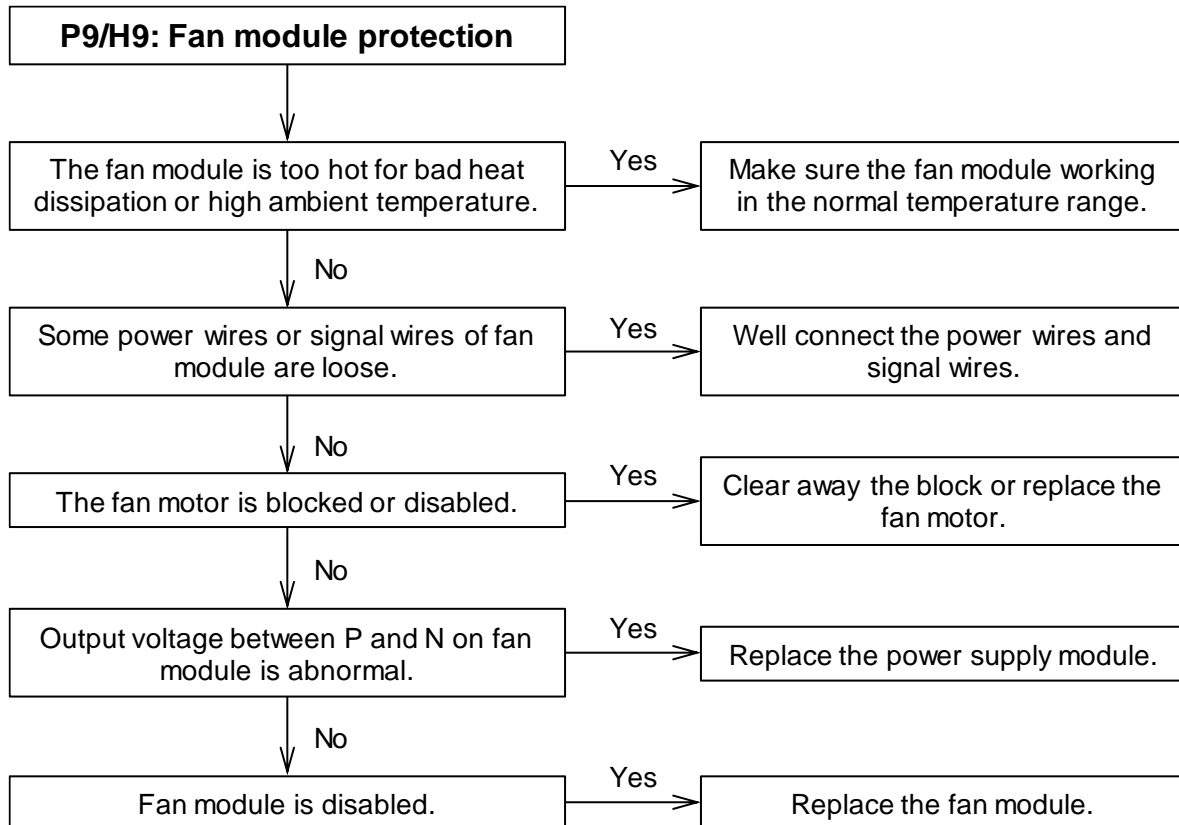 P9/H9: Fan module protection
The fan module is too hot for bad heat
dissipation or high ambient temperature.
Yes
Make sure the fan module working
in the normal temperature range.
No
Some power wires or signal wires of fan
module are loose.
Yes
Well connect the power wires and
signal wires.
No
The fan motor is blocked or disabled.
Yes
Clear away the block or replace the
fan motor.
No
Output voltage between P and N on fan
module is abnormal.
Yes
Replace the power supply module.
No
Fan module is disabled.
Yes
Replace the fan module.